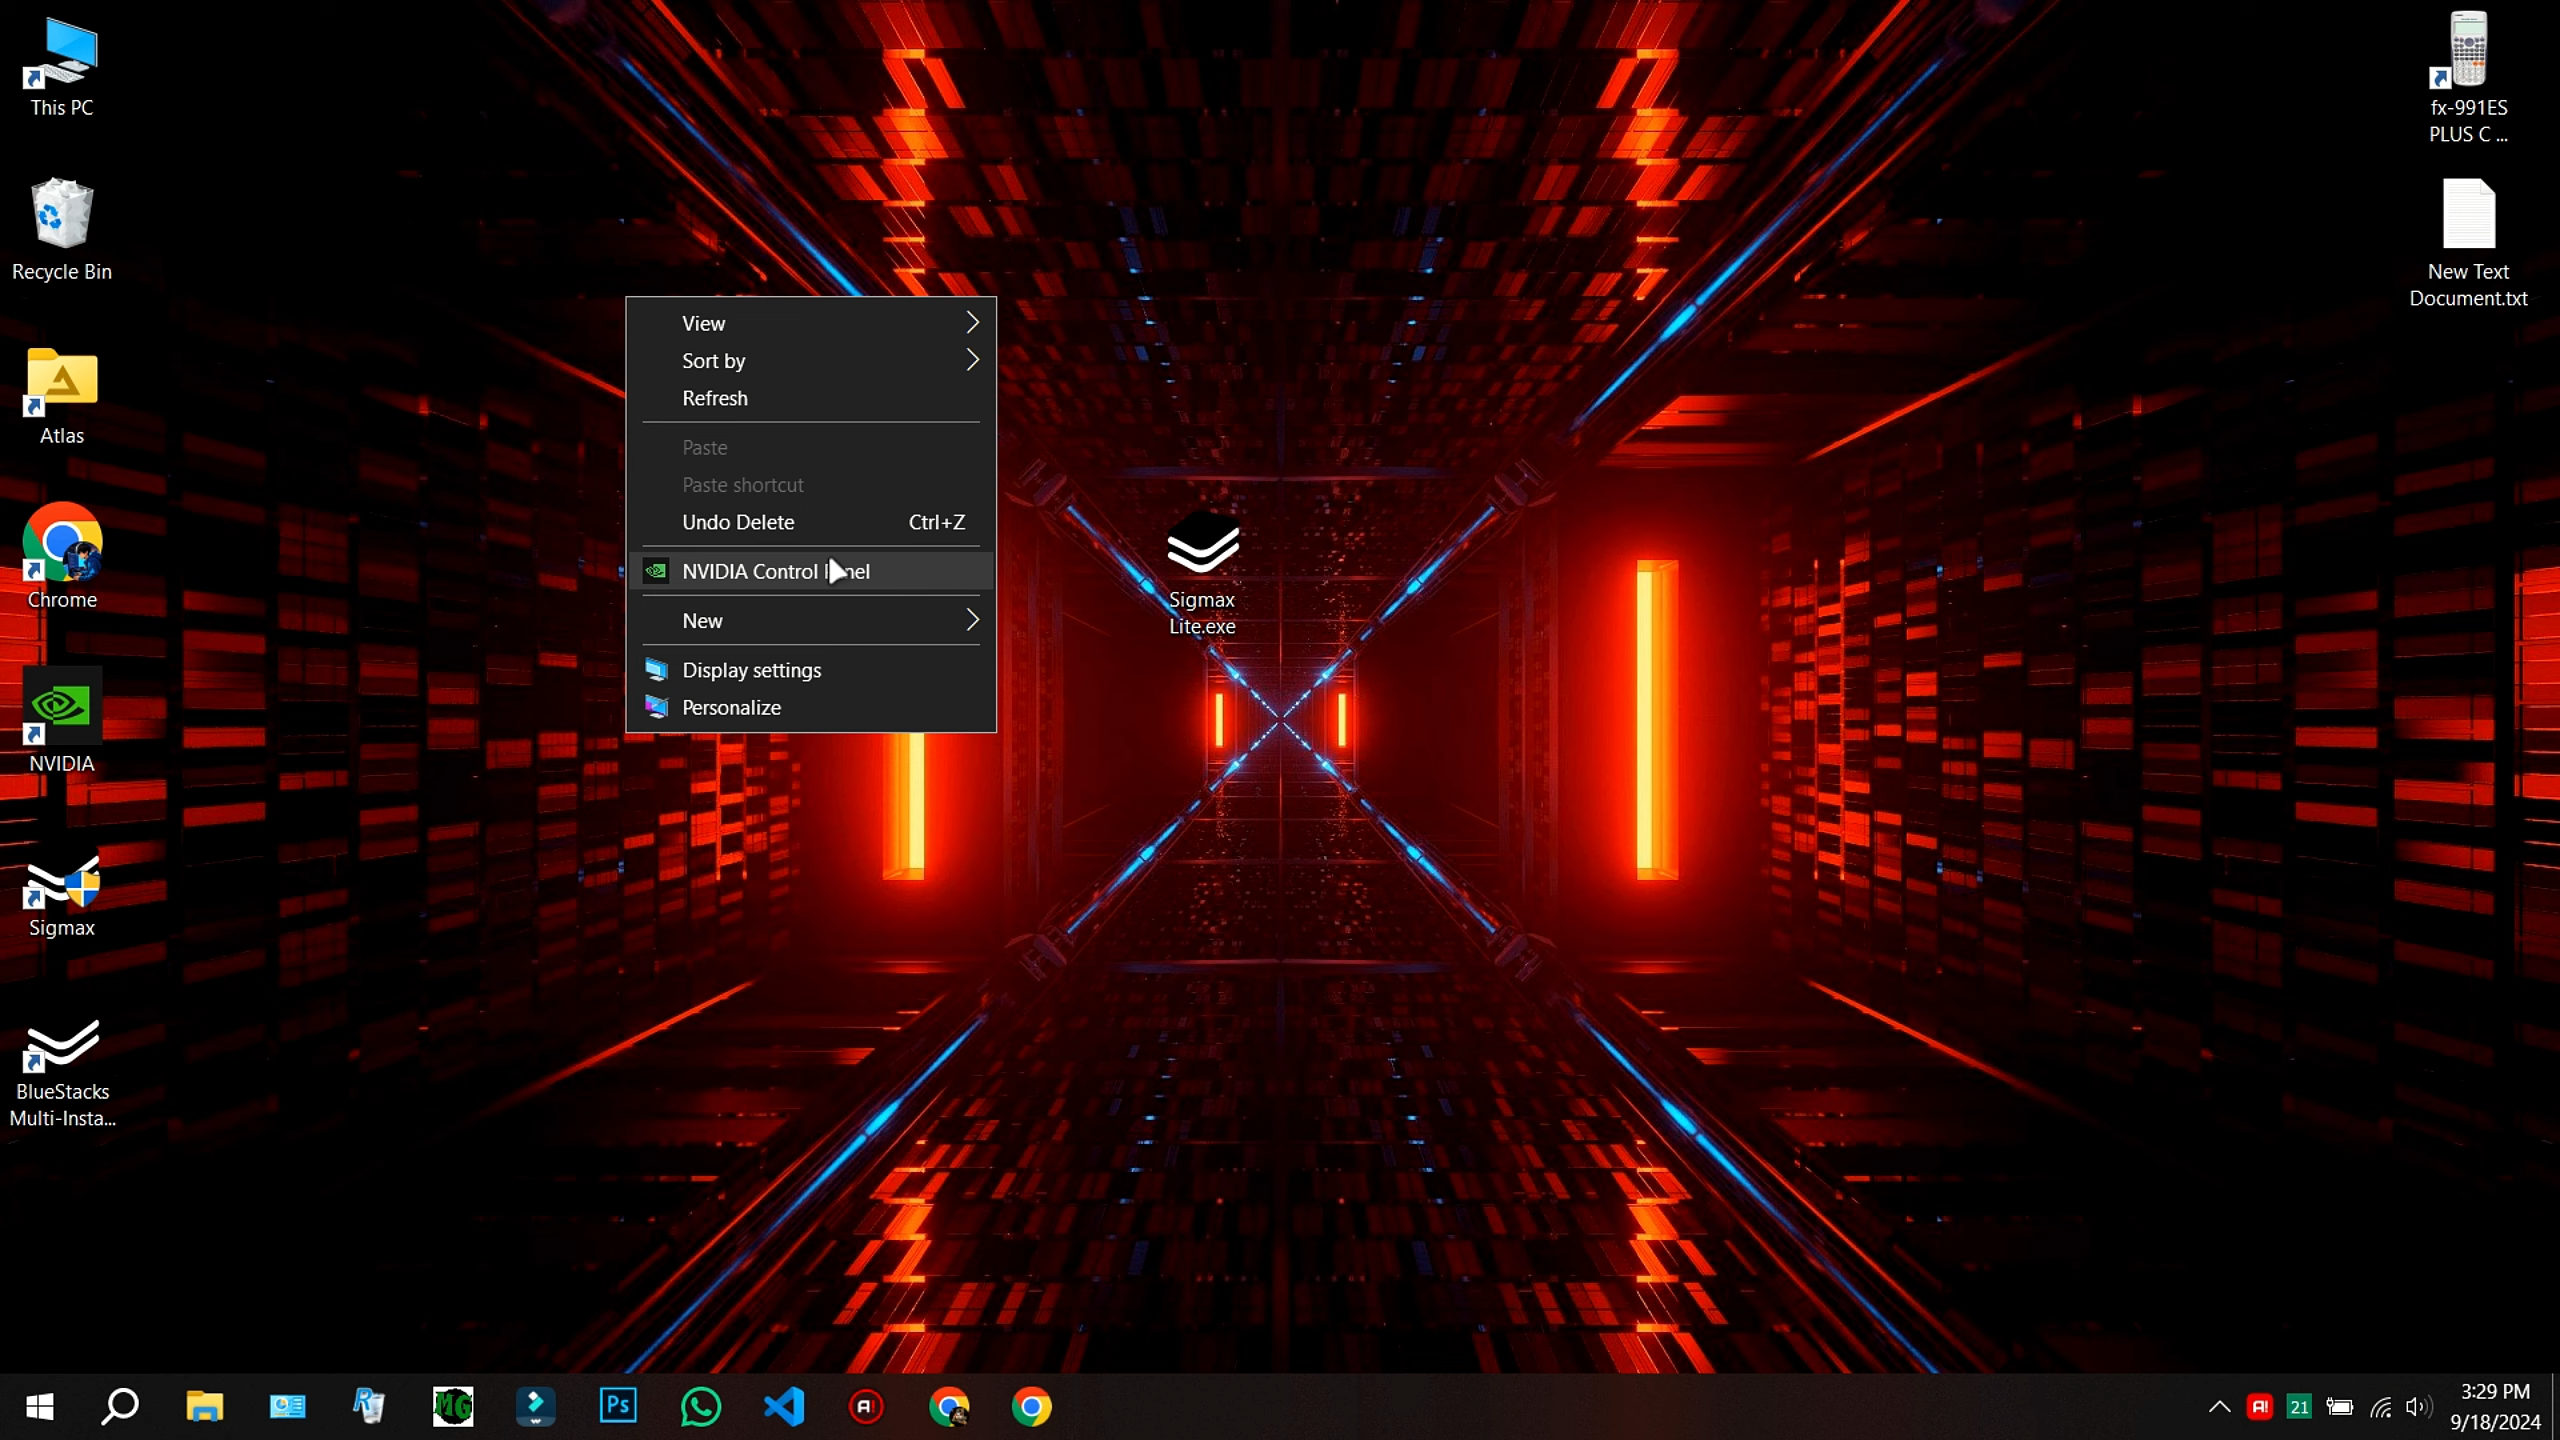 This PC
Recycle Bin
Atlas
Chrome
NVIDIA
Sigmax
BlueStacks
Multi-Insta...
View
Sort by
Refresh
Paste
Paste shortcut
Undo Delete Ctrl+Z
NVIDIA Control Panel
New
Display settings
Personalize
Sigmax
Lite.exe
fx-991ES
PLUS C ...
New Text
Document.txt
MG
Ps
A!
A!
21
3:29 PM
9/18/2024